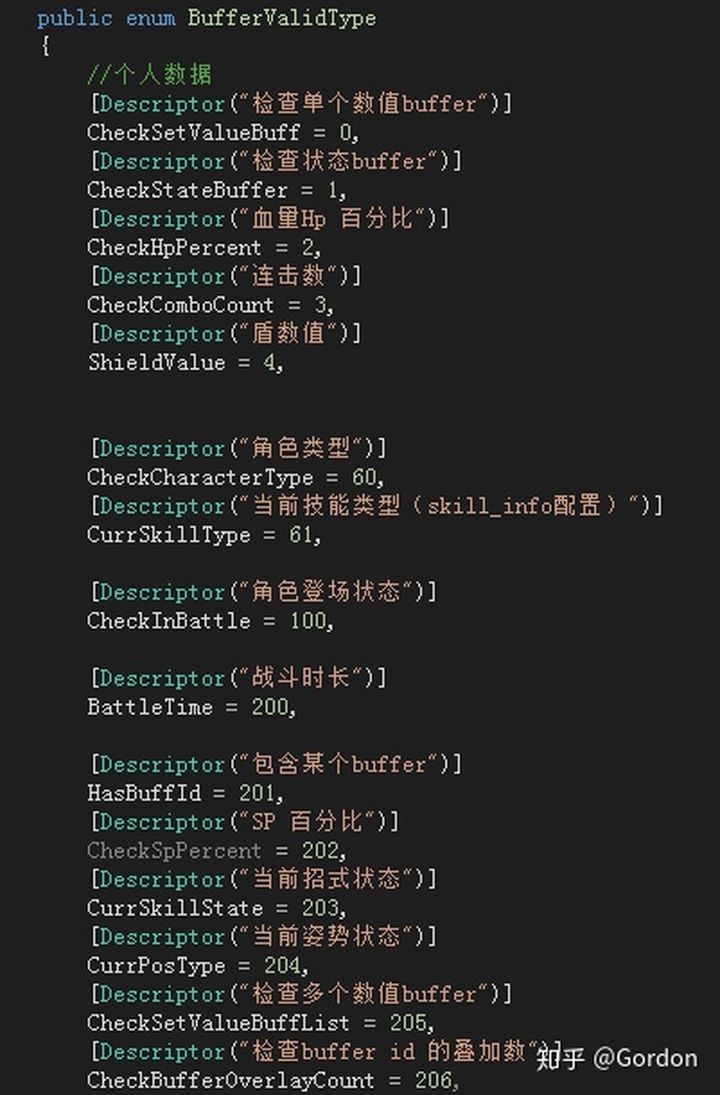 public enum BufferValidType
{
//个人数据
[Descriptor("检查单个数值buffer")]
CheckSetValueBuff = 0,
[Descriptor("检查状态buffer")]
CheckStateBuffer = 1,
[Descriptor("血量Hp 百分比")]
CheckHpPercent = 2,
[Descriptor("连击数")]
CheckComboCount = 3,
[Descriptor("盾数值")]
ShieldValue = 4,
[Descriptor("角色类型")]
CheckCharacterType = 60,
[Descriptor("当前技能类型（skill_info配置）")]
CurrSkillType = 61,
[Descriptor("角色登场状态")]
CheckInBattle = 100,
[Descriptor("战斗时长")]
BattleTime = 200,
[Descriptor("包含某个buffer")]
HasBuffId = 201,
[Descriptor("SP 百分比")]
CheckSpPercent = 202,
[Descriptor("当前招式状态")]
CurrSkillState = 203,
[Descriptor("当前姿势状态")]
CurrPosType = 204,
[Descriptor("检查多个数值buffer")]
CheckSetValueBuffList = 205,
[Descriptor("检查buffer id 的叠加数")]
CheckBufferOverlayCount = 206,
知乎 @Gordon